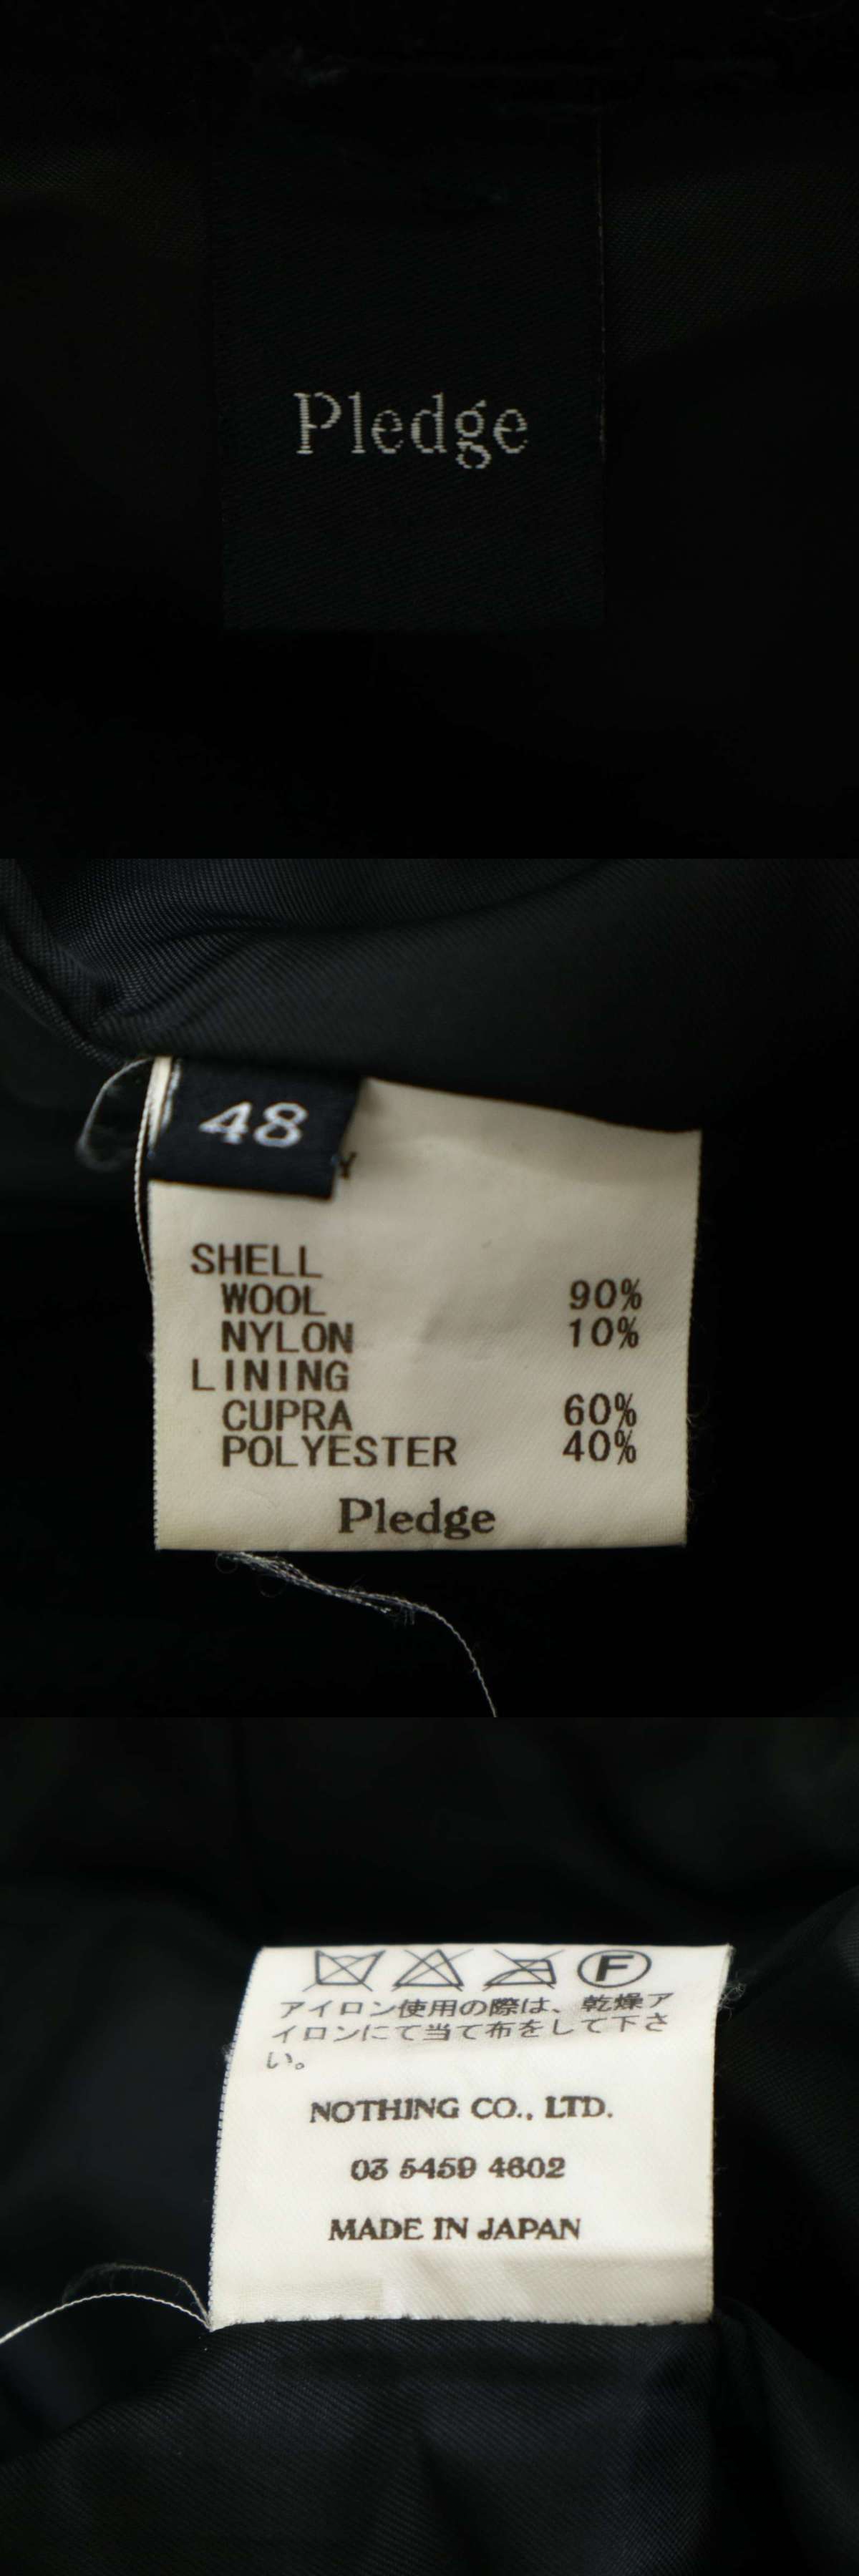 Pledge
48
Y
SHELL
WOOL 90%
NYLON 10%
LINING
CUPRA 60%
POLYESTER 40%
Pledge
F
アイロン使用の際は、乾燥ア
イロンにて当て布をして下さ
い。
NOTHING CO., LTD.
03 5459 4602
MADE IN JAPAN